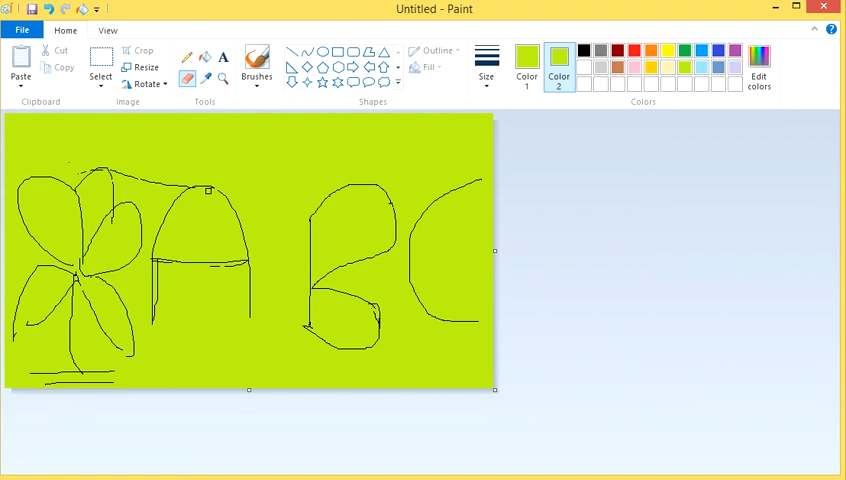 Untitled - Paint
File Home View
Paste Cut Copy Clipboard
Select Crop Resize Rotate Image
A Tools
Brushes
Outline Fill Shapes
Size
Color 1 Color 2 Edit colors Colors
A B C